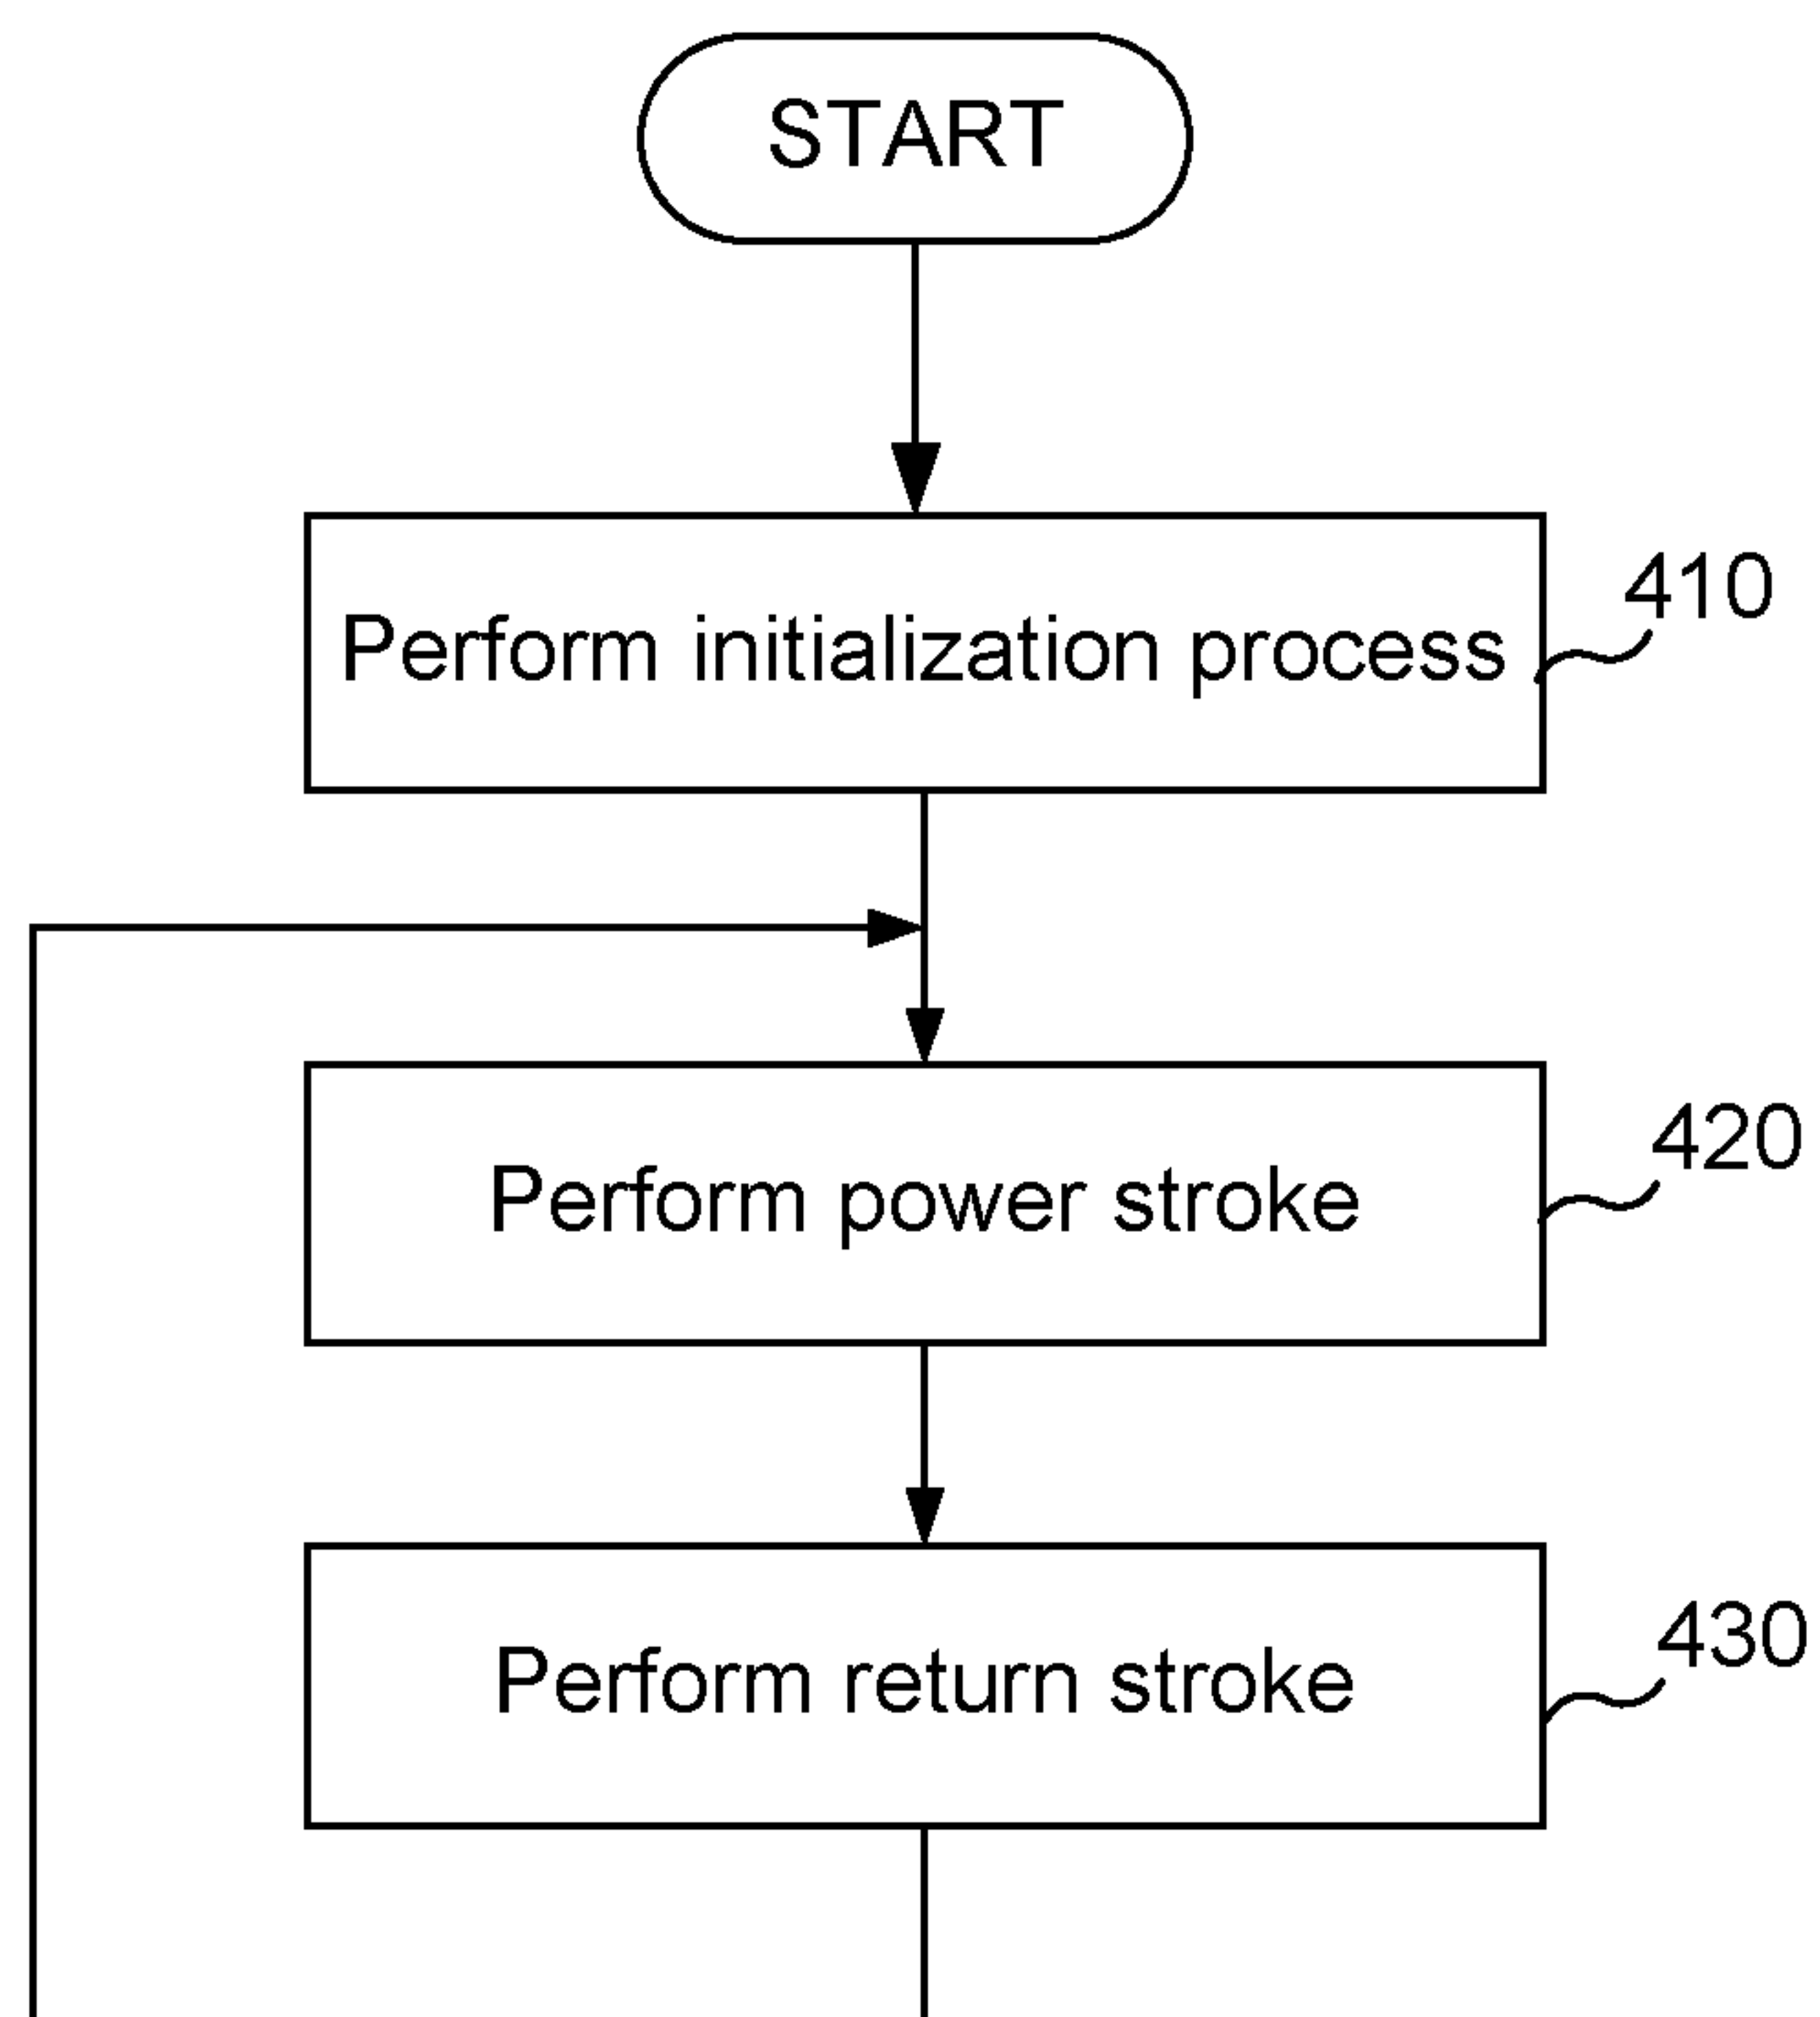 START
Perform initialization process
410
Perform power stroke
420
Perform return stroke
430